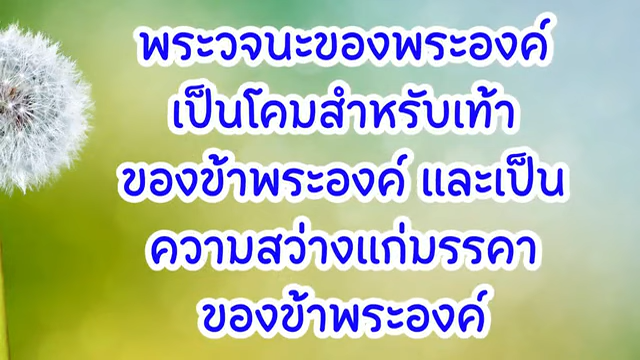 พระวจนะของพระองค์
เป็นโคมสำหรับเท้า
ของข้าพระองค์ และเป็น
ความสว่างแก่มรรคา
ของข้าพระองค์